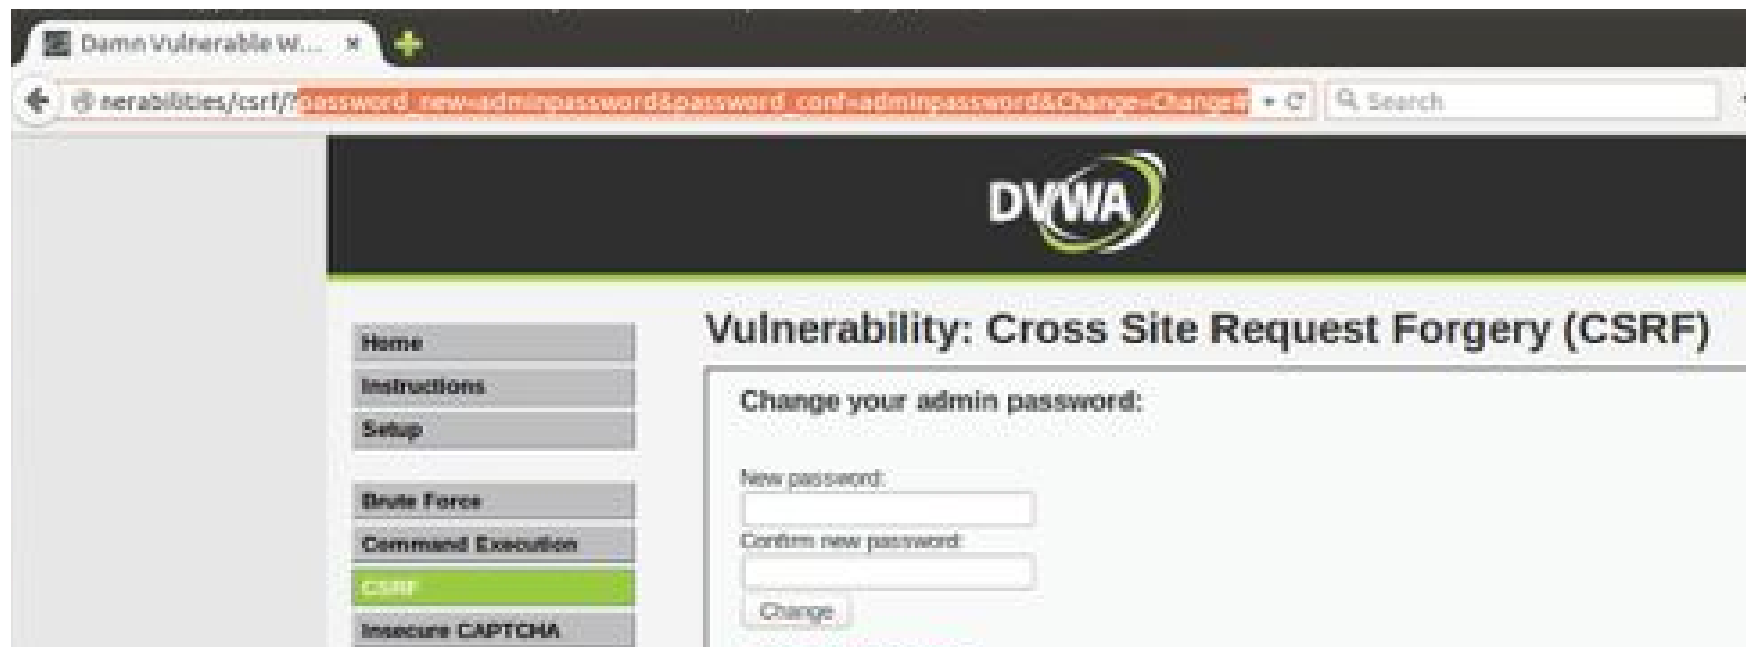 Damn Vulnerable W...
nerabilities/csrf/?password_new=adminpassword&password_conf=adminpassword&Change=Change#
Search
DVWA
Home
Instructions
Setup
Brute Force
Command Execution
CSRF
Insecure CAPTCHA
Vulnerability: Cross Site Request Forgery (CSRF)
Change your admin password:
New password:
Confirm new password:
Change